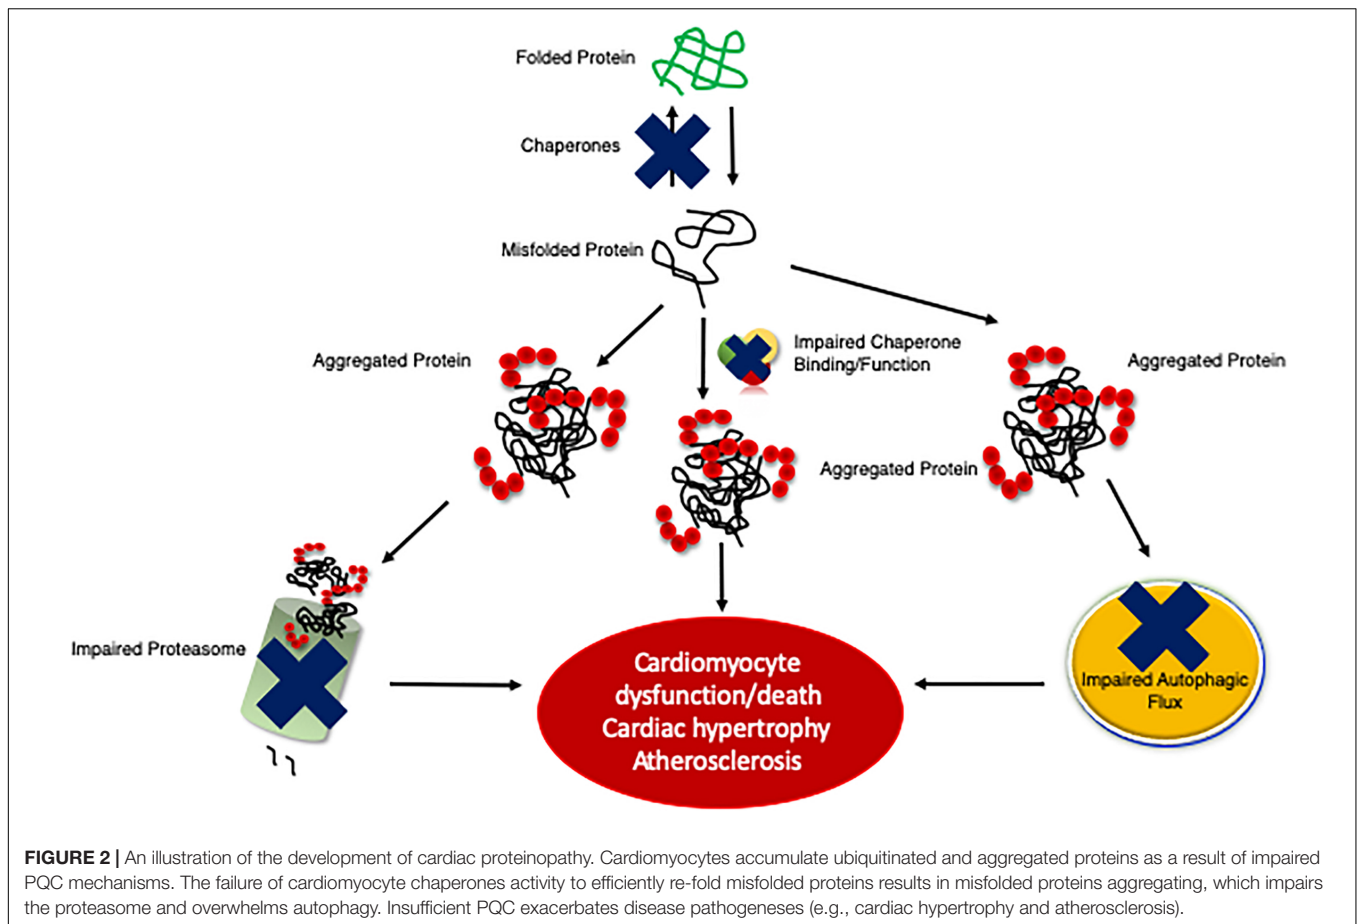 Folded Protein
Chaperones
Misfolded Protein
Impaired Chaperone
Binding/Function
Aggregated Protein
Aggregated Protein
Aggregated Protein
Impaired Proteasome
Cardiomyocyte
dysfunction/death
Cardiac hypertrophy
Atherosclerosis
Impaired Autophagic
Flux
FIGURE 2 | An illustration of the development of cardiac proteinopathy. Cardiomyocytes accumulate ubiquitinated and aggregated proteins as a result of impaired
PQC mechanisms. The failure of cardiomyocyte chaperones activity to efficiently re-fold misfolded proteins results in misfolded proteins aggregating, which impairs
the proteasome and overwhelms autophagy. Insufficient PQC exacerbates disease pathogeneses (e.g., cardiac hypertrophy and atherosclerosis).